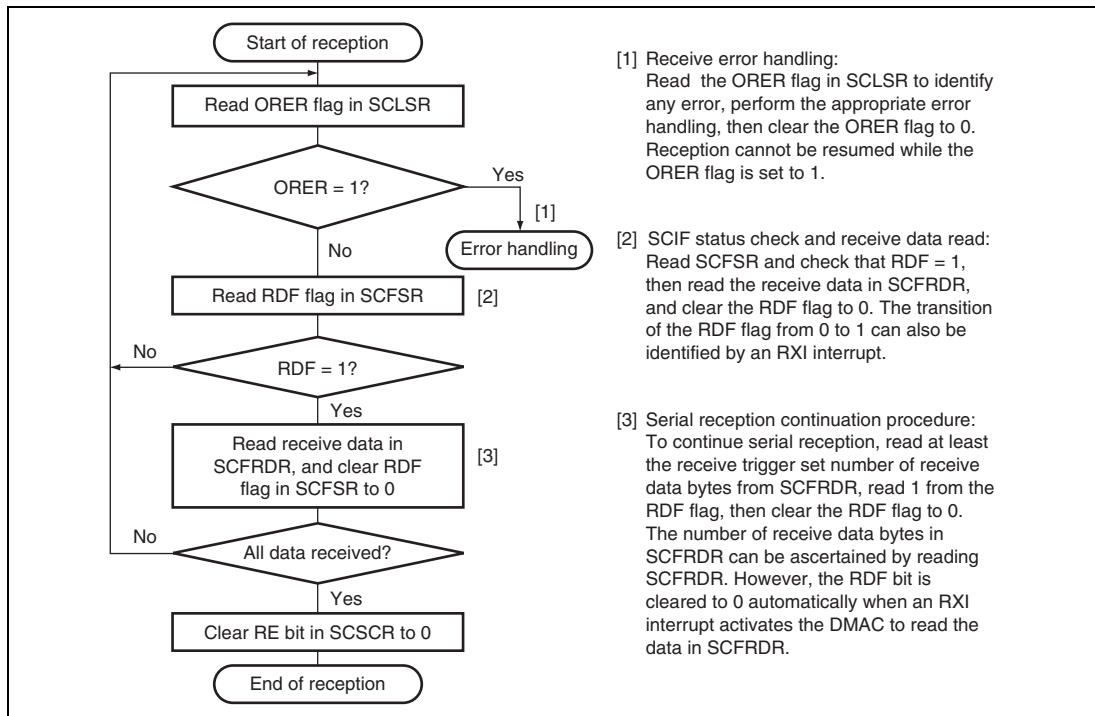 Start of reception
Read ORER flag in SCLSR
ORER = 1?
Yes
[1]
Error handling
No
Read RDF flag in SCFSR
[2]
No
RDF = 1?
Yes
Read receive data in
SCFRDR, and clear RDF
flag in SCFSR to 0
[3]
No
All data received?
Yes
Clear RE bit in SCSCR to 0
End of reception
[1] Receive error handling:
Read the ORER flag in SCLSR to identify
any error, perform the appropriate error
handling, then clear the ORER flag to 0.
Reception cannot be resumed while the
ORER flag is set to 1.
[2] SCIF status check and receive data read:
Read SCFSR and check that RDF = 1,
then read the receive data in SCFRDR,
and clear the RDF flag to 0. The transition
of the RDF flag from 0 to 1 can also be
identified by an RXI interrupt.
[3] Serial reception continuation procedure:
To continue serial reception, read at least
the receive trigger set number of receive
data bytes from SCFRDR, read 1 from the
RDF flag, then clear the RDF flag to 0.
The number of receive data bytes in
SCFRDR can be ascertained by reading
SCFRDR. However, the RDF bit is
cleared to 0 automatically when an RXI
interrupt activates the DMAC to read the
data in SCFRDR.